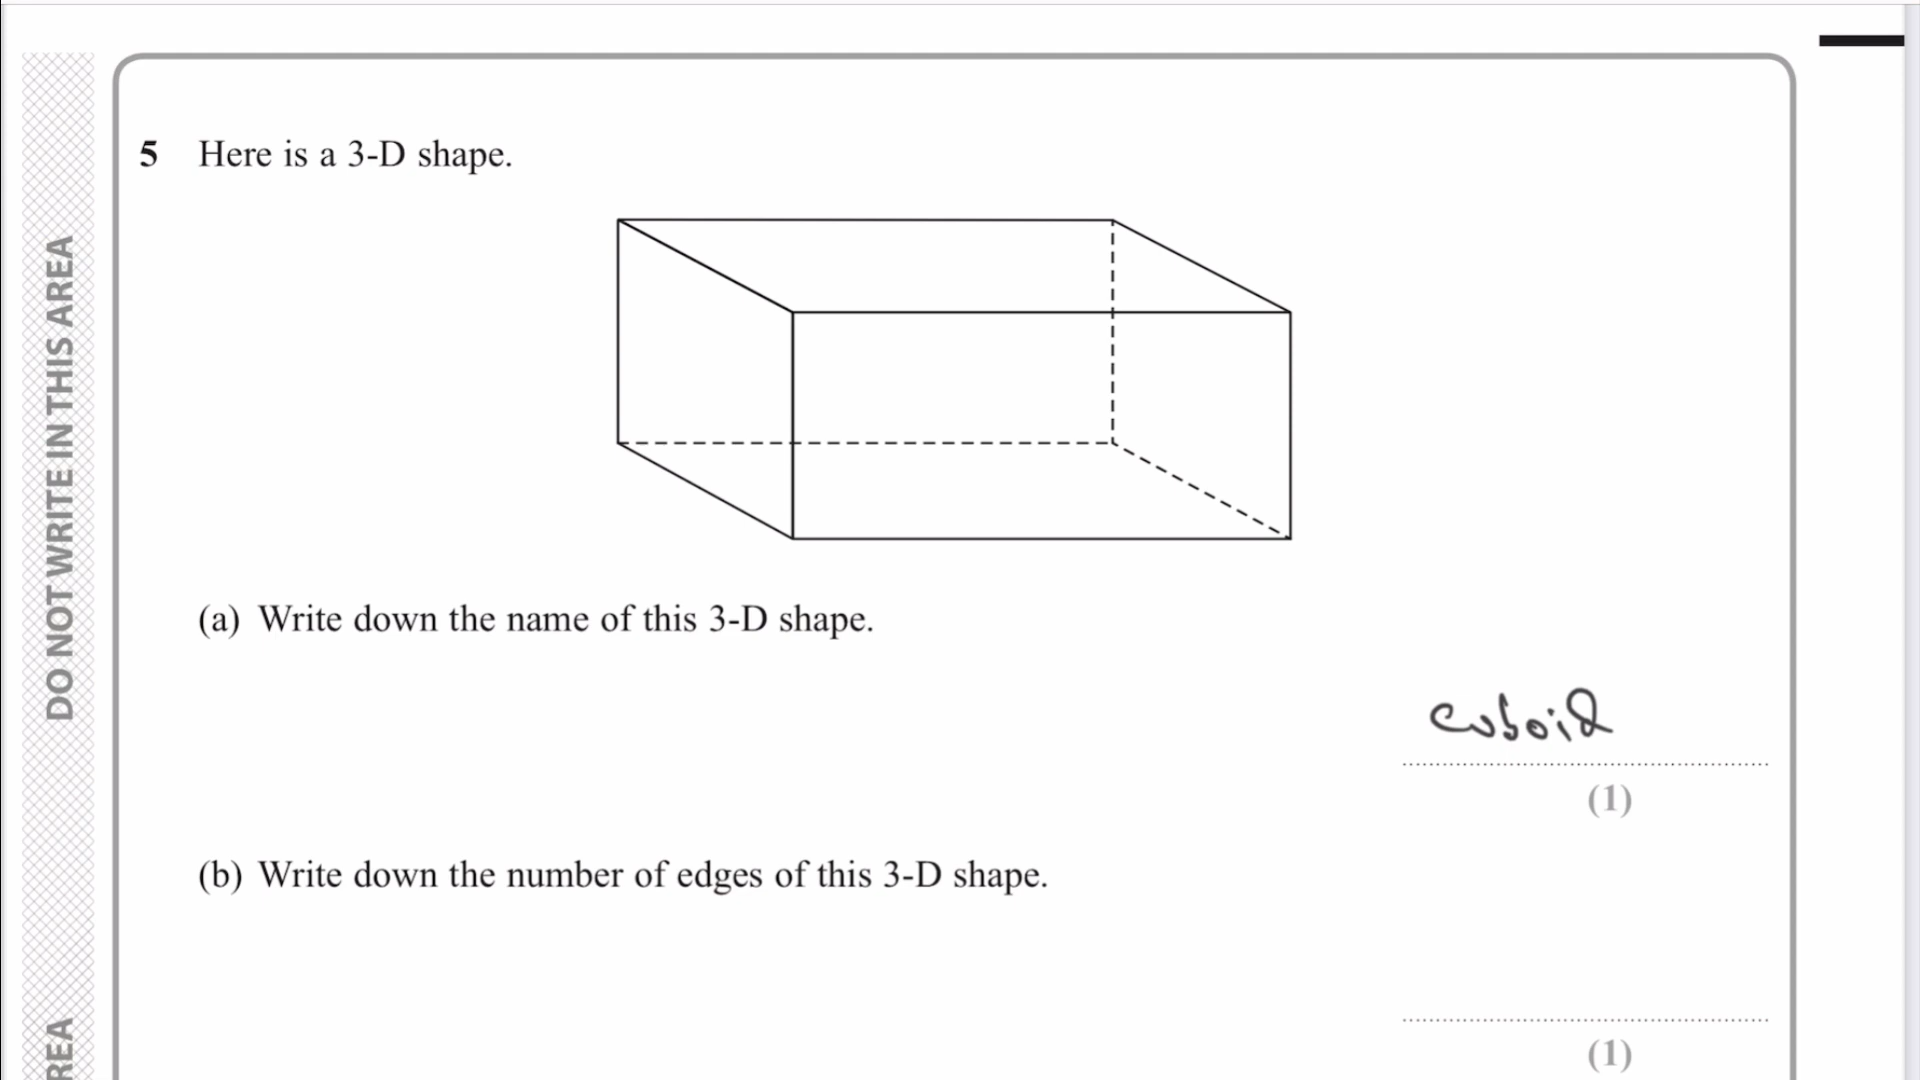 DO NOT WRITE IN THIS AREA
REA
5 Here is a 3-D shape.
(a) Write down the name of this 3-D shape.
cuboid
(1)
(b) Write down the number of edges of this 3-D shape.
(1)